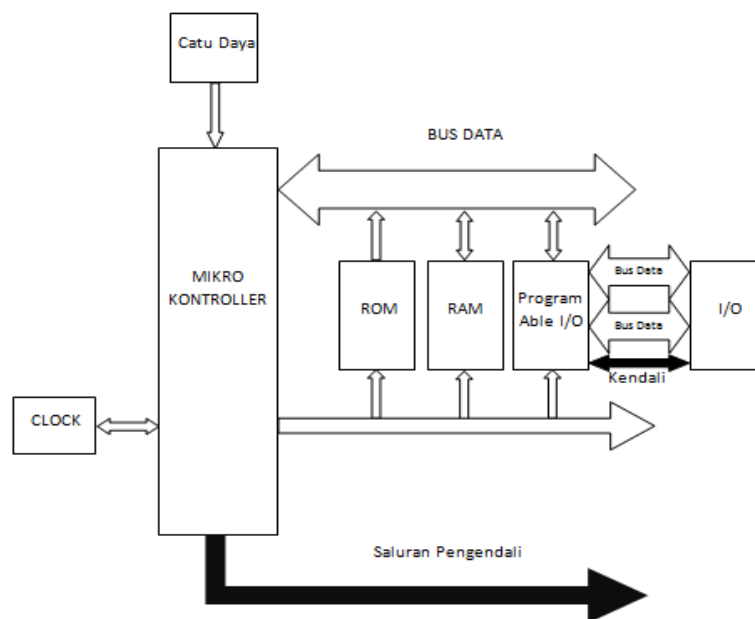 Catu Daya
BUS DATA
MIKRO
KONTROLLER
ROM
RAM
Program
Able I/O
Bus Data
Bus Data
Kendali
I/O
CLOCK
Saluran Pengendali